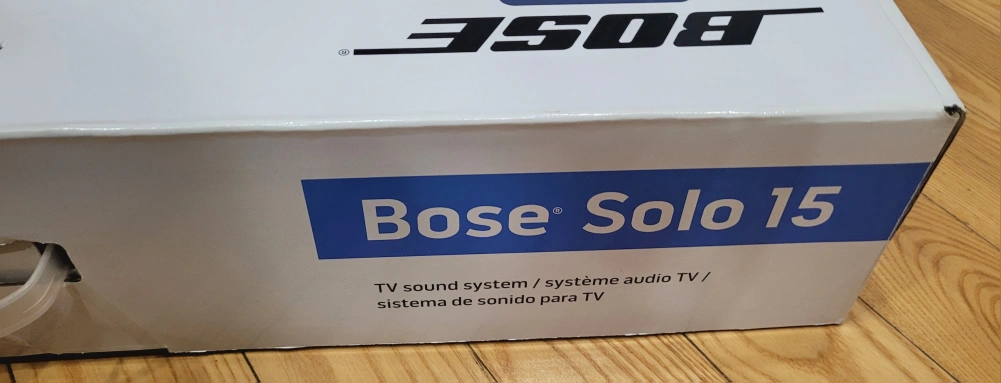 BOSE®
Bose® Solo 15
TV sound system / système audio TV /
sistema de sonido para TV